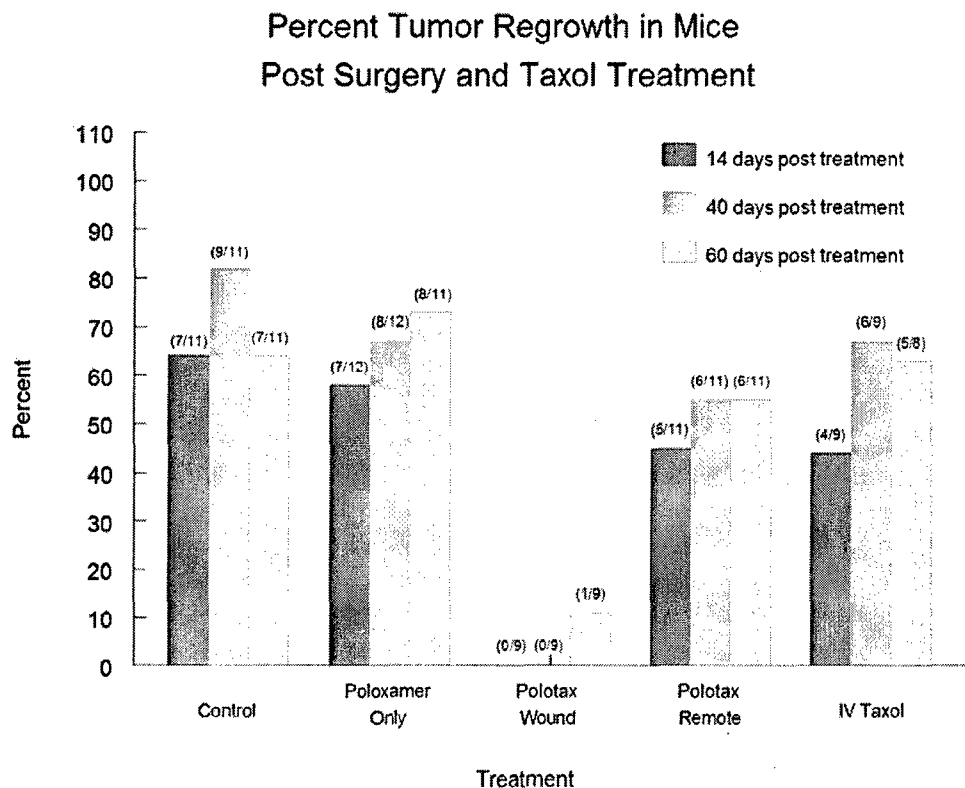 Percent Tumor Regrowth in Mice
Post Surgery and Taxol Treatment
110
100
90
80
70
60
50
40
30
20
10
0
Percent
14 days post treatment
40 days post treatment
60 days post treatment
(7/11)
(9/11)
(7/11)
(7/12)
(8/12)
(8/11)
(0/9)
(0/9)
(1/9)
(5/11)
(6/11)
(6/11)
(4/9)
(6/9)
(5/8)
Control
Poloxamer
Only
Polotax
Wound
Polotax
Remote
IV Taxol
Treatment